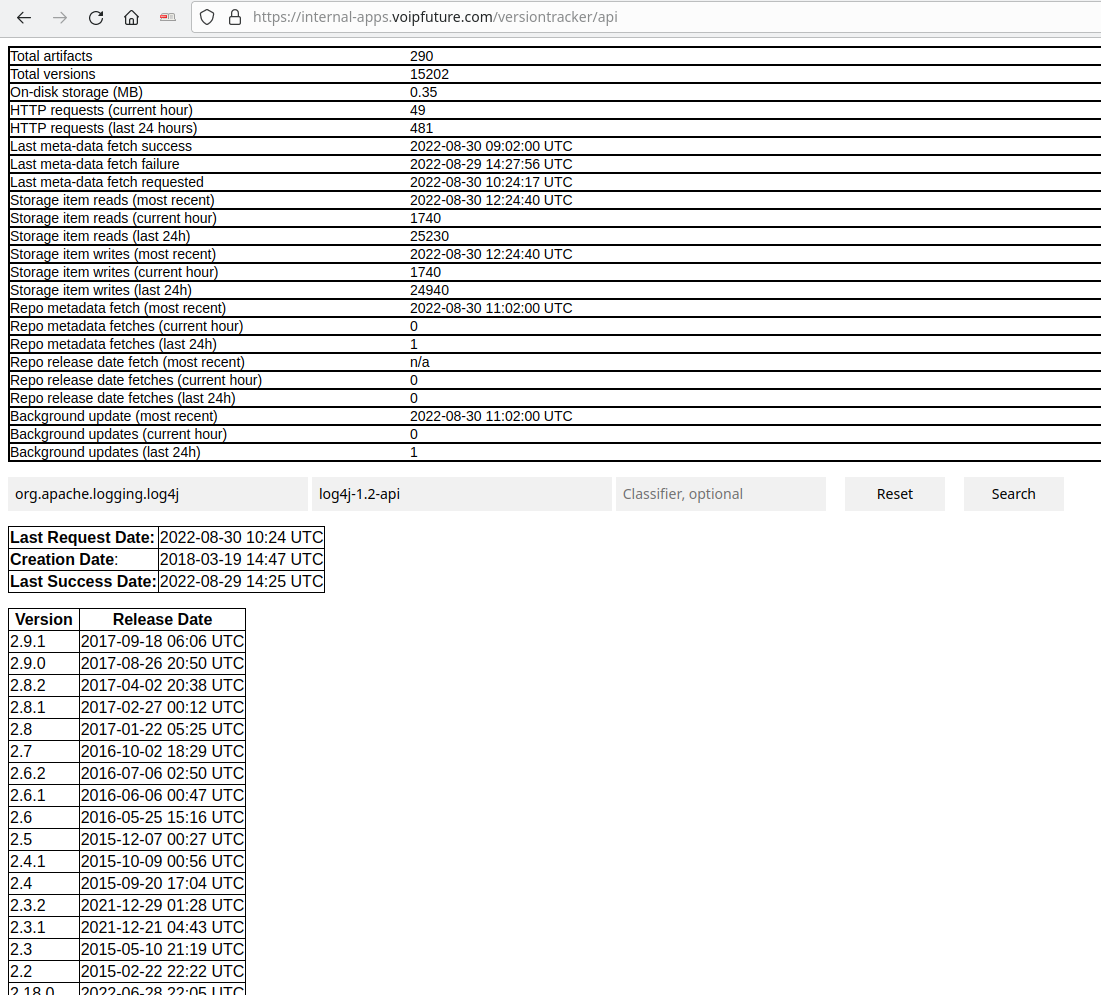 https://internal-apps.voipfuture.com/versiontracker/api
Total artifacts 290
Total versions 15202
On-disk storage (MB) 0.35
HTTP requests (current hour) 49
HTTP requests (last 24 hours) 481
Last meta-data fetch success 2022-08-30 09:02:00 UTC
Last meta-data fetch failure 2022-08-29 14:27:56 UTC
Last meta-data fetch requested 2022-08-30 10:24:17 UTC
Storage item reads (most recent) 2022-08-30 12:24:40 UTC
Storage item reads (current hour) 1740
Storage item reads (last 24h) 25230
Storage item writes (most recent) 2022-08-30 12:24:40 UTC
Storage item writes (current hour) 1740
Storage item writes (last 24h) 24940
Repo metadata fetch (most recent) 2022-08-30 11:02:00 UTC
Repo metadata fetches (current hour) 0
Repo metadata fetches (last 24h) 1
Repo release date fetch (most recent) n/a
Repo release date fetches (current hour) 0
Repo release date fetches (last 24h) 0
Background update (most recent) 2022-08-30 11:02:00 UTC
Background updates (current hour) 0
Background updates (last 24h) 1
org.apache.logging.log4j log4j-1.2-api Classifier, optional Reset Search
Last Request Date: 2022-08-30 10:24 UTC
Creation Date: 2018-03-19 14:47 UTC
Last Success Date: 2022-08-29 14:25 UTC
Version Release Date
2.9.1 2017-09-18 06:06 UTC
2.9.0 2017-08-26 20:50 UTC
2.8.2 2017-04-02 20:38 UTC
2.8.1 2017-02-27 00:12 UTC
2.8 2017-01-22 05:25 UTC
2.7 2016-10-02 18:29 UTC
2.6.2 2016-07-06 02:50 UTC
2.6.1 2016-06-06 00:47 UTC
2.6 2016-05-25 15:16 UTC
2.5 2015-12-07 00:27 UTC
2.4.1 2015-10-09 00:56 UTC
2.4 2015-09-20 17:04 UTC
2.3.2 2021-12-29 01:28 UTC
2.3.1 2021-12-21 04:43 UTC
2.3 2015-05-10 21:19 UTC
2.2 2015-02-22 22:22 UTC
2.18.0 2022-06-28 22:05 UTC